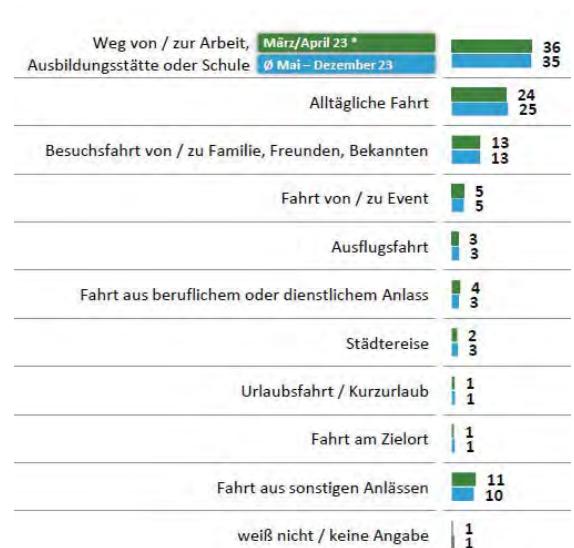 Weg von / zur Arbeit, März/April 23 * 36
Ausbildungsstätte oder Schule Ø Mai – Dezember 23 35
Alltägliche Fahrt 24
25
Besuchsfahrt von / zu Familie, Freunden, Bekannten 13
13
Fahrt von / zu Event 5
5
Ausflugsfahrt 3
3
Fahrt aus beruflichem oder dienstlichem Anlass 4
3
Städtereise 2
3
Urlaubsfahrt / Kurzurlaub 1
1
Fahrt am Zielort 1
1
Fahrt aus sonstigen Anlässen 11
10
weiß nicht / keine Angabe 1
1